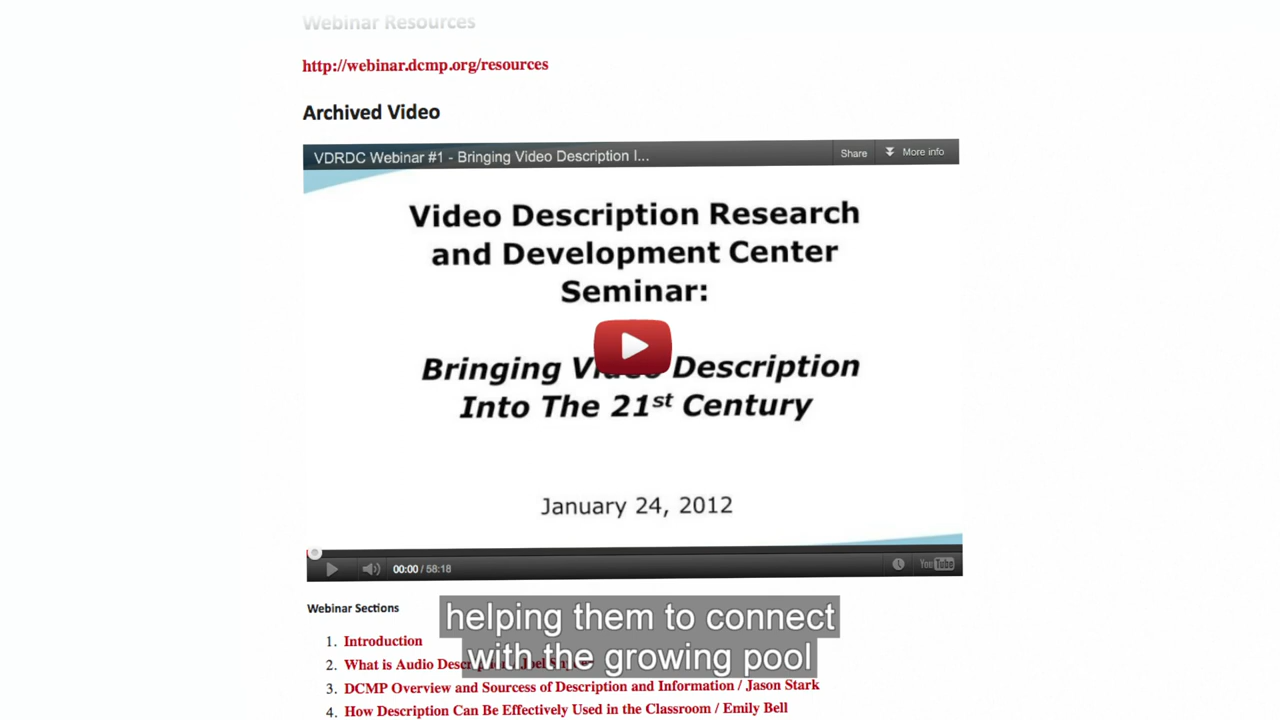 Webinar Resources
http://webinar.dcmp.org/resources
Archived Video
VDRDC Webinar #1 - Bringing Video Description I...
Share
More info
Video Description Research
and Development Center
Seminar:
Bringing Description
Into The 21st Century
January 24, 2012
00:00 / 58:18
YouTube
Webinar Sections
helping them to connect
with the growing pool
1. Introduction
2. What is Audio
3. DCMP Overview and Sourcess of Description and Information / Jason Stark
4. How Description Can Be Effectively Used in the Classroom / Emily Bell